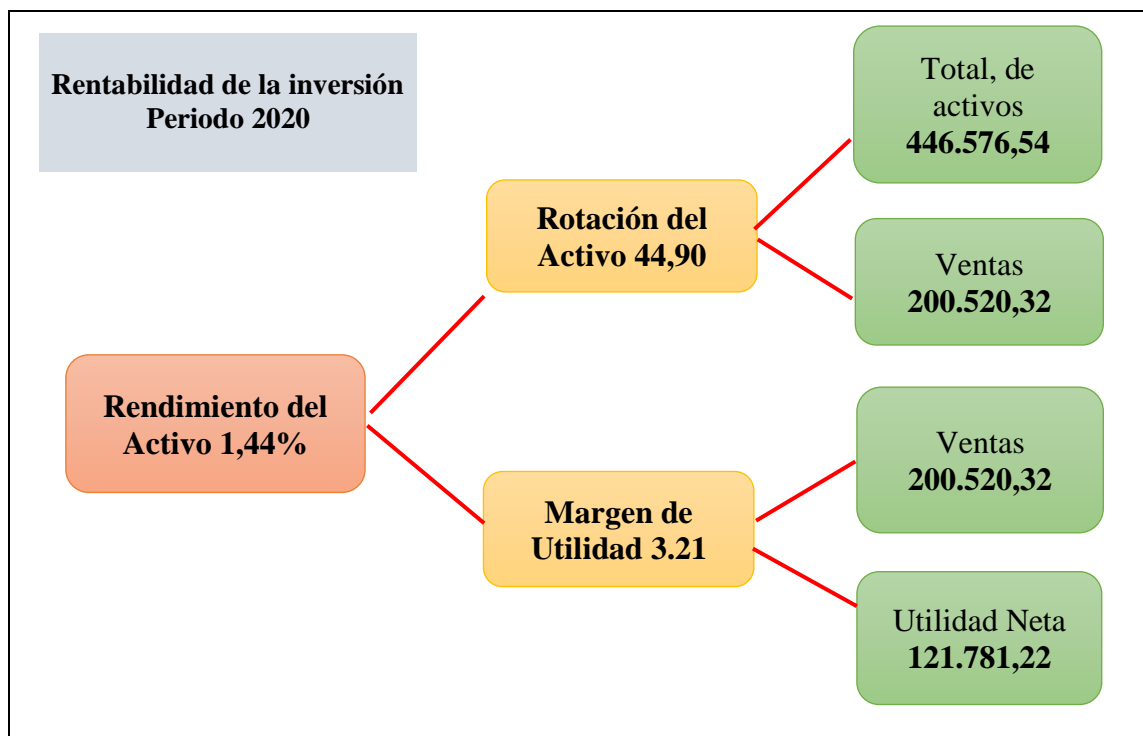 Rentabilidad de la inversión
Periodo 2020
Total, de
activos
446.576,54
Rotación del
Activo 44,90
Ventas
200.520,32
Rendimiento del
Activo 1,44%
Ventas
200.520,32
Margen de
Utilidad 3.21
Utilidad Neta
121.781,22